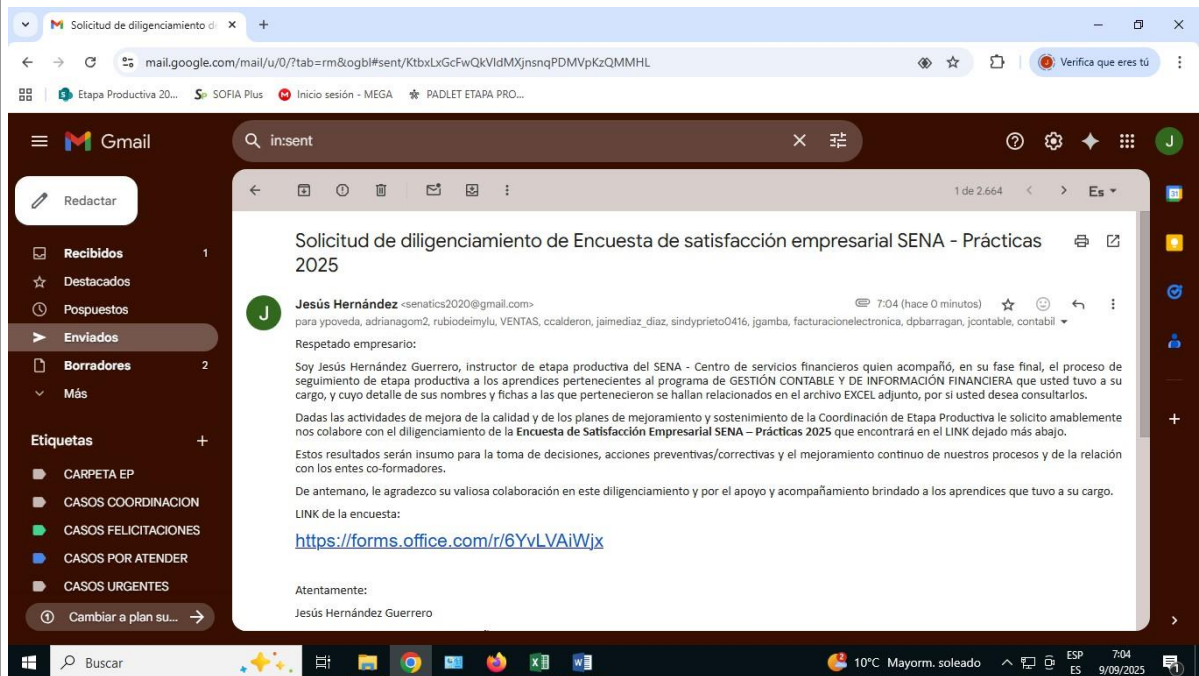 Solicitud de diligenciamiento d
mail.google.com/mail/u/0/?tab=rm&ogbl#sent/KtbxLxGcFwQkVldMXjnsnqPDMVpKzQMMHL
Verifica que eres tú
Etapa Productiva 20...
SOFIA Plus
Inicio sesión - MEGA
PADLET ETAPA PRO...
Gmail
in:sent
Redactar
1 de 2.664
Es
Recibidos 1
Destacados
Pospuestos
Enviados
Borradores 2
Más
Etiquetas
CARPETA EP
CASOS COORDINACION
CASOS FELICITACIONES
CASOS POR ATENDER
CASOS URGENTES
Cambiar a plan su...
Solicitud de diligenciamiento de Encuesta de satisfacción empresarial SENA - Prácticas
2025
J
Jesús Hernández <senatics2020@gmail.com>
7:04 (hace 0 minutos)
para ypoveda, adrianagom2, rubiodeimylu, VENTAS, ccalderon, jaimediaz_diaz, sindyprieto0416, jgamba, facturacionelectronica, dpbarragan, jcontable, contabil
Respetado empresario:
Soy Jesús Hernández Guerrero, instructor de etapa productiva del SENA - Centro de servicios financieros quien acompañó, en su fase final, el proceso de
seguimiento de etapa productiva a los aprendices pertenecientes al programa de GESTIÓN CONTABLE Y DE INFORMACIÓN FINANCIERA que usted tuvo a su
cargo, y cuyo detalle de sus nombres y fichas a las que pertenecieron se hallan relacionados en el archivo EXCEL adjunto, por si usted desea consultarlos.
Dadas las actividades de mejora de la calidad y de los planes de mejoramiento y sostenimiento de la Coordinación de Etapa Productiva le solicito amablemente
nos colabore con el diligenciamiento de la Encuesta de Satisfacción Empresarial SENA – Prácticas 2025 que encontrará en el LINK dejado más abajo.
Estos resultados serán insumo para la toma de decisiones, acciones preventivas/correctivas y el mejoramiento continuo de nuestros procesos y de la relación
con los entes co-formadores.
De antemano, le agradezco su valiosa colaboración en este diligenciamiento y por el apoyo y acompañamiento brindado a los aprendices que tuvo a su cargo.
LINK de la encuesta:
https://forms.office.com/r/6YvLVAiWjx
Atentamente:
Jesús Hernández Guerrero
Buscar
10°C Mayorm. soleado
ESP
ES
7:04
9/09/2025